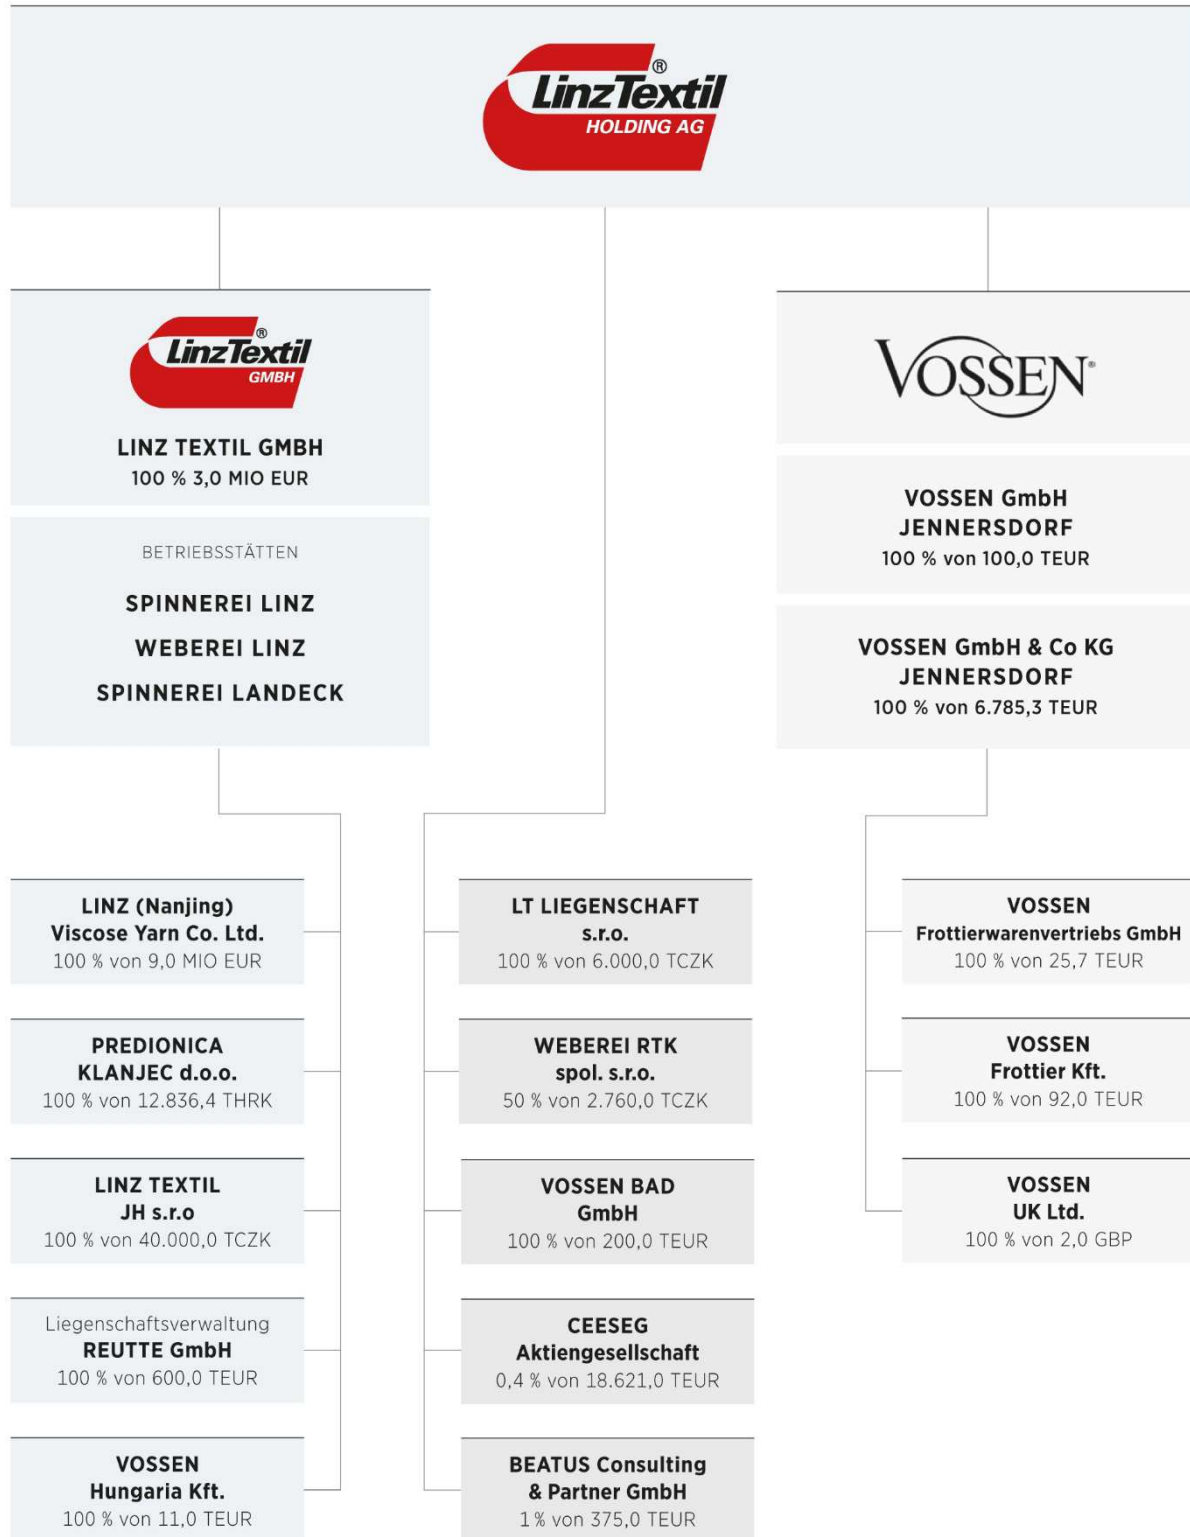 LinzTextil®
HOLDING AG
LinzTextil®
GMBH
LINZ TEXTIL GMBH
100 % 3,0 MIO EUR
BETRIEBSSTÄTTEN
SPINNEREI LINZ
WEBEREI LINZ
SPINNEREI LANDECK
VOSSEN®
VOSSEN GmbH
JENNERSDORF
100 % von 100,0 TEUR
VOSSEN GmbH & Co KG
JENNERSDORF
100 % von 6.785,3 TEUR
LINZ (Nanjing)
Viscose Yarn Co. Ltd.
100 % von 9,0 MIO EUR
PREDIONICA
KLANJEC d.o.o.
100 % von 12.836,4 THRK
LINZ TEXTIL
JH s.r.o
100 % von 40.000,0 TCZK
Liegenschaftsverwaltung
REUTTE GmbH
100 % von 600,0 TEUR
VOSSEN
Hungaria Kft.
100 % von 11,0 TEUR
LT LIEGENSCHAFT
s.r.o.
100 % von 6.000,0 TCZK
WEBEREI RTK
spol. s.r.o.
50 % von 2.760,0 TCZK
VOSSEN BAD
GmbH
100 % von 200,0 TEUR
CEESEG
Aktiengesellschaft
0,4 % von 18.621,0 TEUR
BEATUS Consulting
& Partner GmbH
1 % von 375,0 TEUR
VOSSEN
Frottierwarenvertriebs GmbH
100 % von 25,7 TEUR
VOSSEN
Frottier Kft.
100 % von 92,0 TEUR
VOSSEN
UK Ltd.
100 % von 2,0 GBP